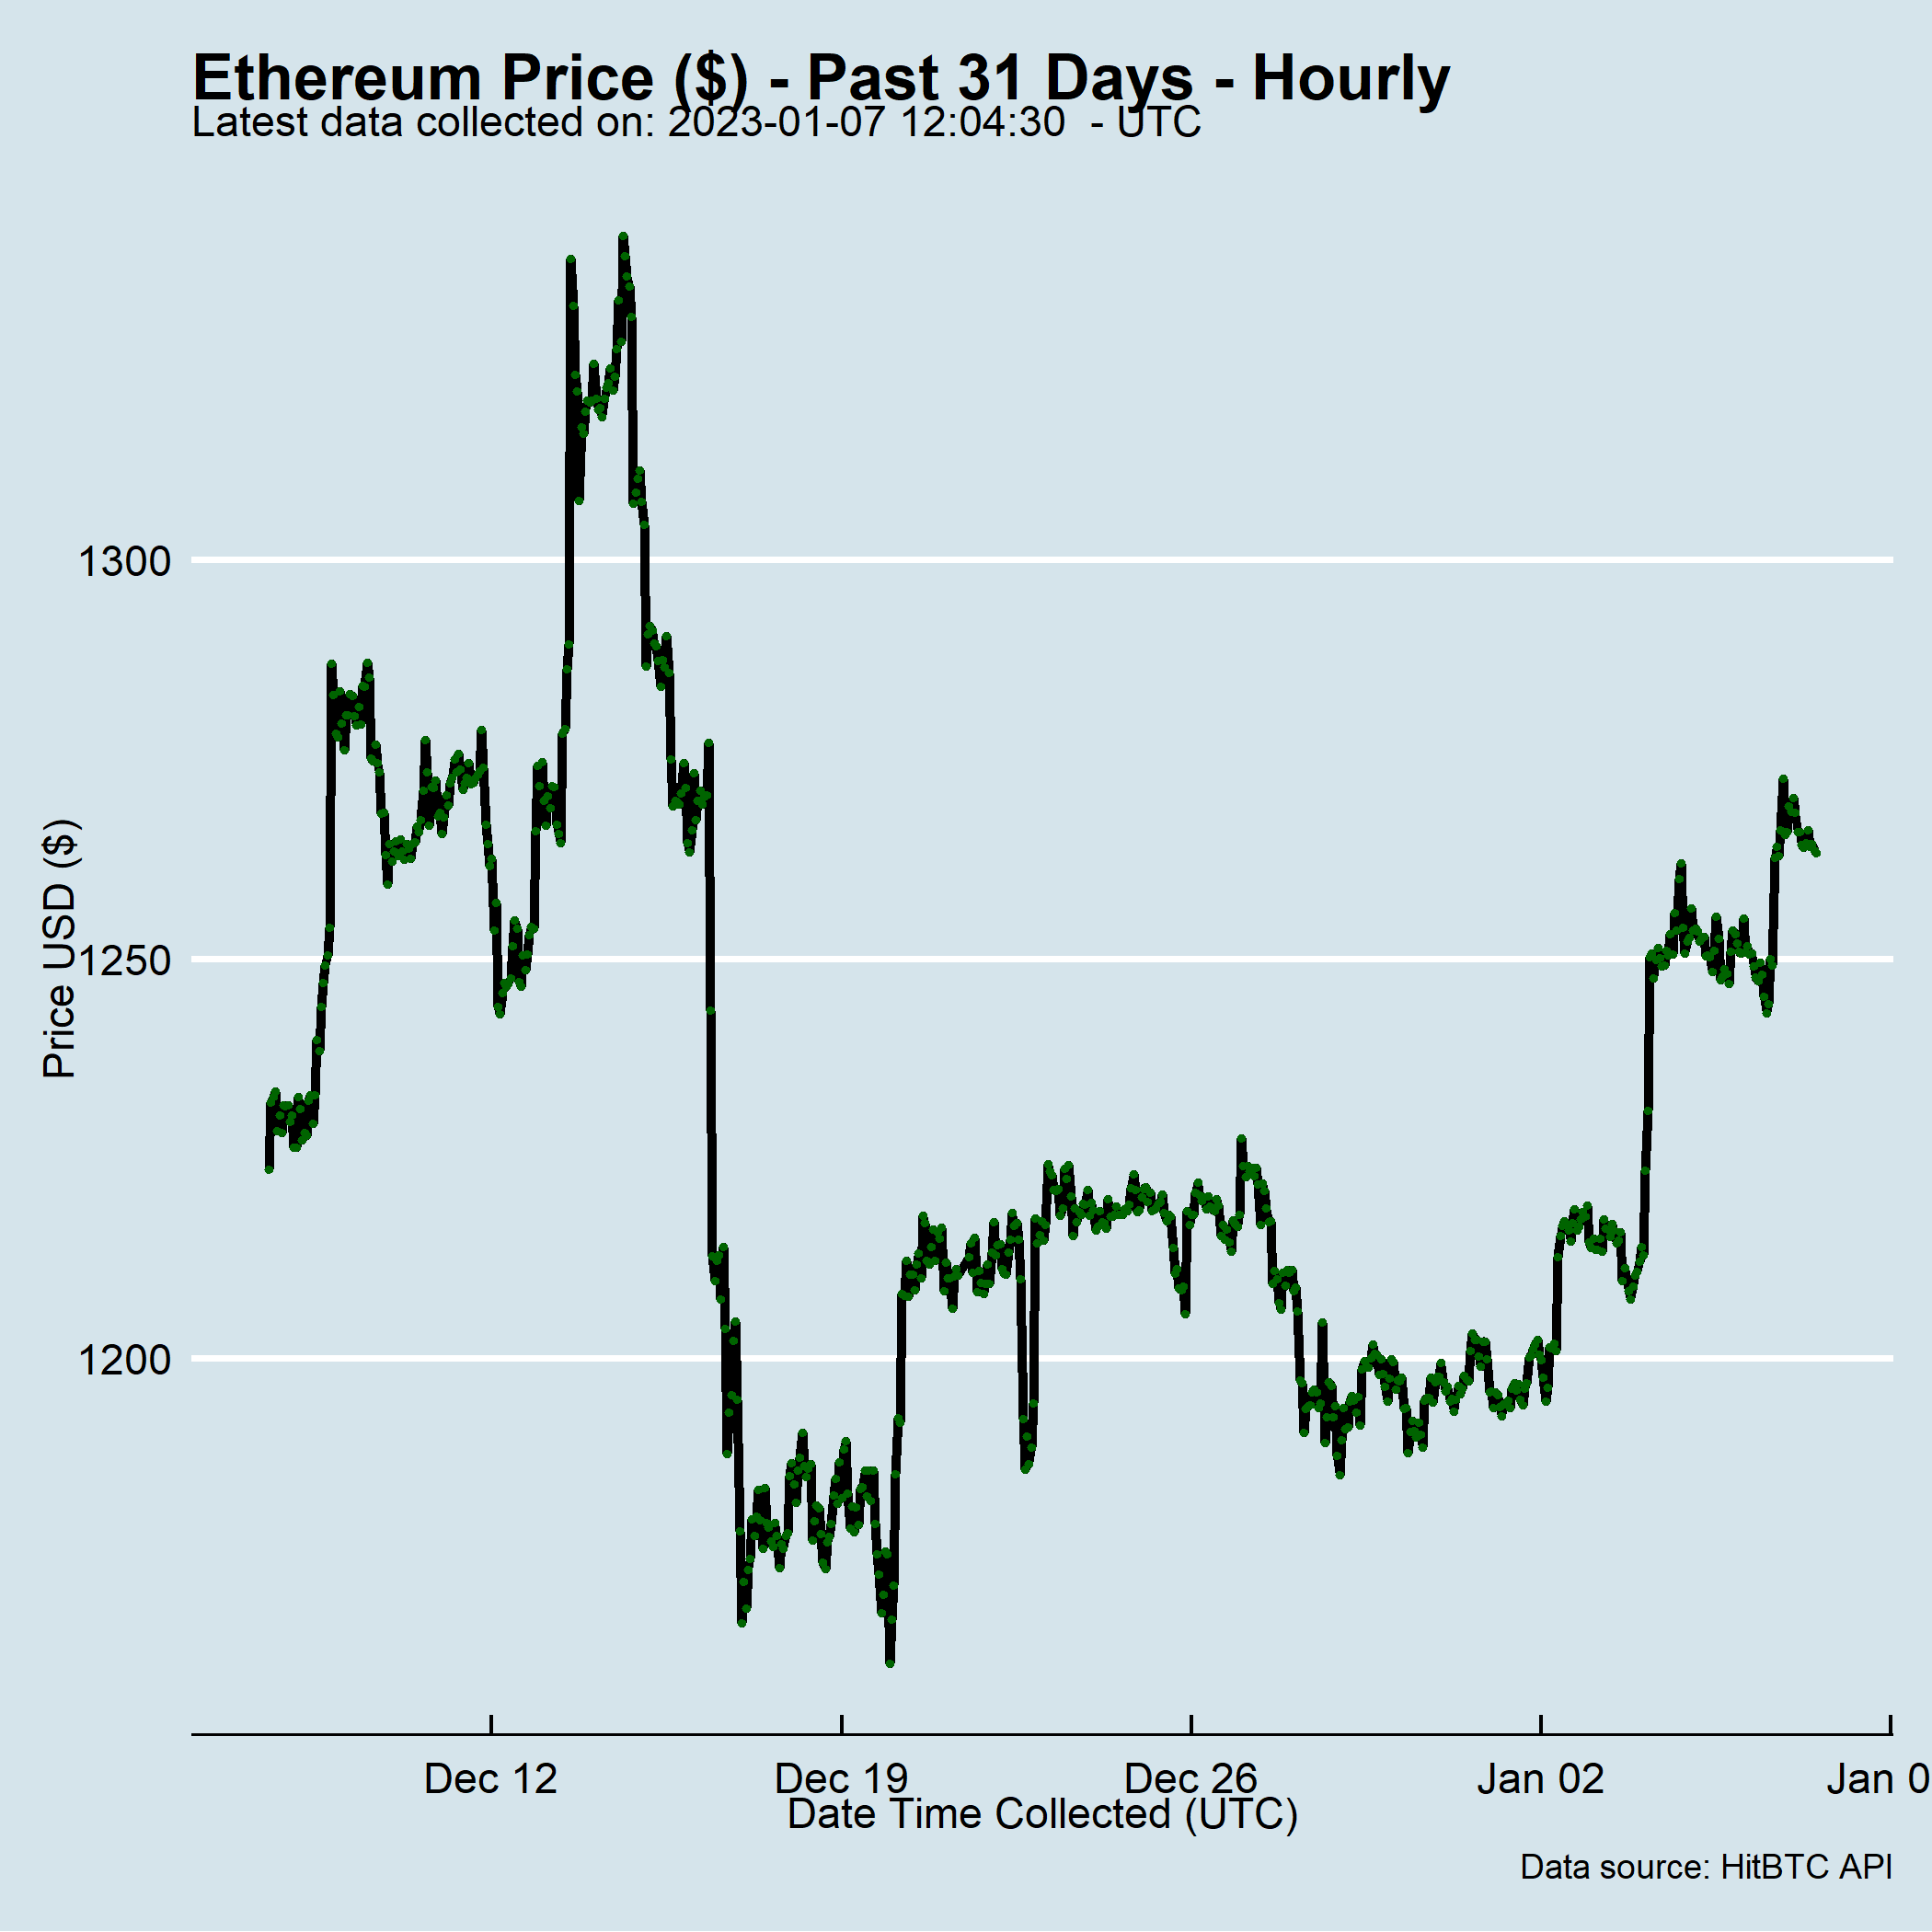 Ethereum Price ($) - Past 31 Days - Hourly
Latest data collected on: 2023-01-07 12:04:30  - UTC
1300
1250
1200
Price USD ($)
Dec 12
Dec 19
Dec 26
Jan 02
Jan 0
Date Time Collected (UTC)
Data source: HitBTC API